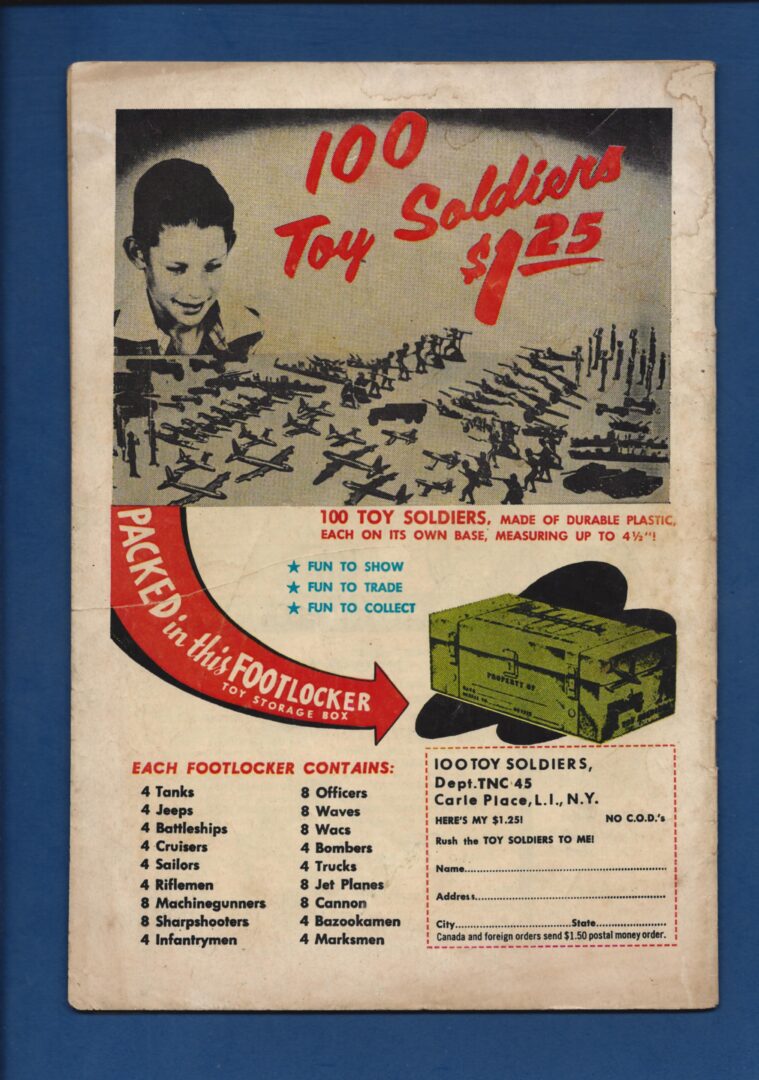 100
Toy Soldiers
$1.25
100 TOY SOLDIERS, MADE OF DURABLE PLASTIC,
EACH ON ITS OWN BASE, MEASURING UP TO 4½"!
★ FUN TO SHOW
★ FUN TO TRADE
★ FUN TO COLLECT
PACKED in this FOOTLOCKER
TOY STORAGE BOX
PROPERTY OF
EACH FOOTLOCKER CONTAINS:
4 Tanks
4 Jeeps
4 Battleships
4 Cruisers
4 Sailors
4 Riflemen
8 Machinegunners
8 Sharpshooters
4 Infantrymen
8 Officers
8 Waves
8 Wacs
4 Bombers
4 Trucks
8 Jet Planes
8 Cannon
4 Bazookamen
4 Marksmen
100 TOY SOLDIERS,
Dept. TNC 45
Carle Place, L.I., N.Y.
HERE'S MY $1.25! NO C.O.D.'s
Rush the TOY SOLDIERS TO ME!
Name
Address
City State
Canada and foreign orders send $1.50 postal money order.